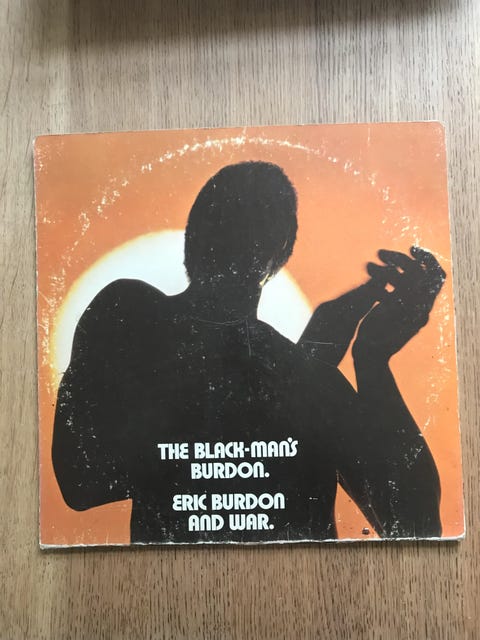 THE BLACK-MAN'S
BURDON.
ERIC BURDON
AND WAR.